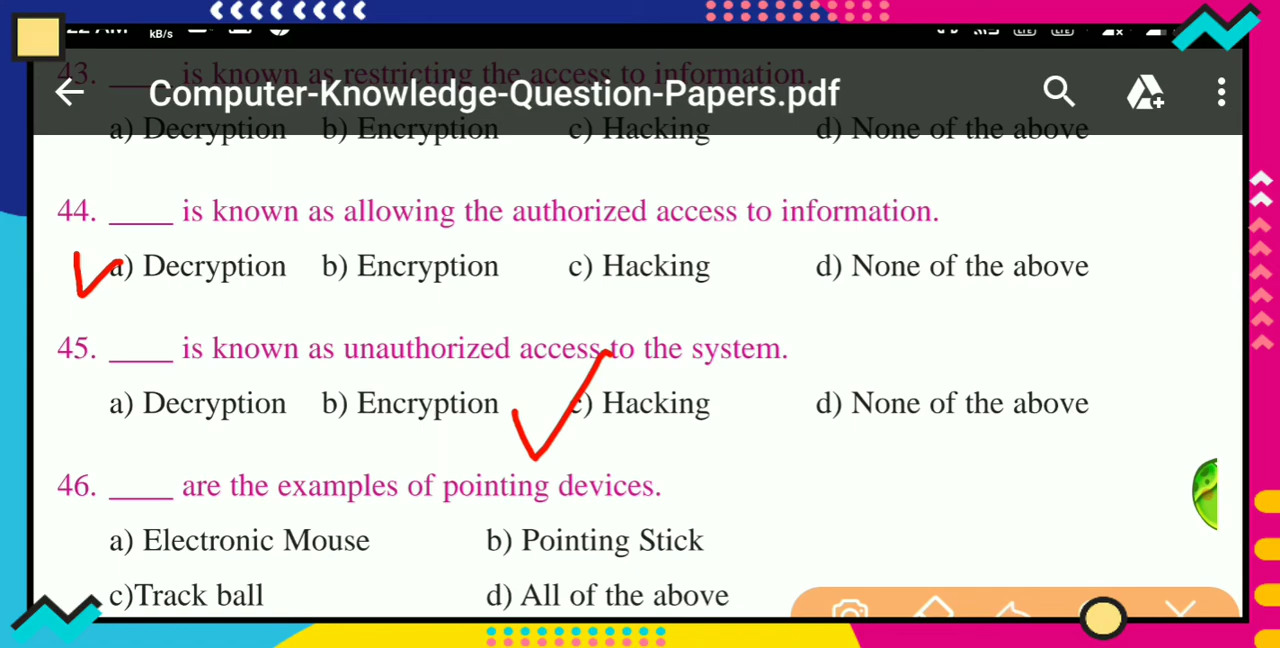 kB/s
43. ____ is known as restricting the access to information.
Computer-Knowledge-Question-Papers.pdf
a) Decryption b) Encryption c) Hacking d) None of the above
44. ____ is known as allowing the authorized access to information.
a) Decryption b) Encryption c) Hacking d) None of the above
45. ____ is known as unauthorized access to the system.
a) Decryption b) Encryption c) Hacking d) None of the above
46. ____ are the examples of pointing devices.
a) Electronic Mouse b) Pointing Stick
c)Track ball d) All of the above